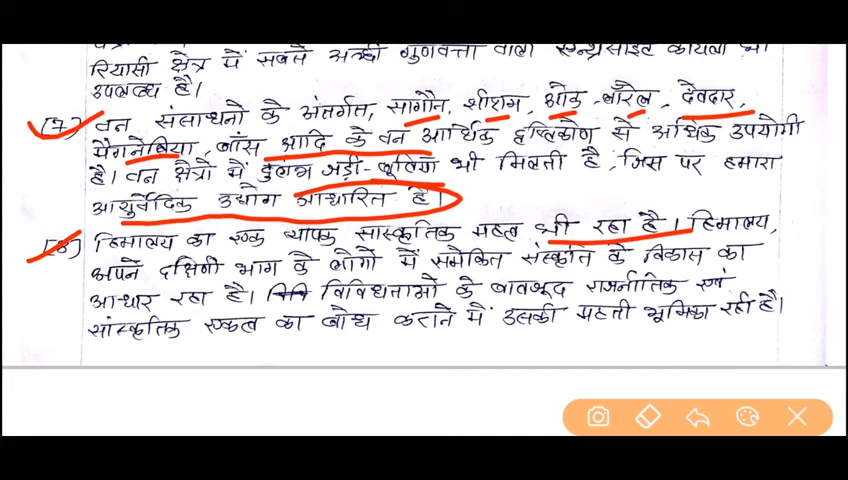 रियासी क्षेत्र में सबसे अच्छी गुणवत्ता वाला एन्थ्रेसाइट कोयला भी
उपलब्ध है।
(7) वन संसाधनों के अंतर्गत, सागौन, शीशम, ओक, लॉरेल, देवदार,
मैगनेलिया, बाँस आदि के वन आर्थिक दृष्टिकोण से अधिक उपयोगी
है। वन क्षेत्रों में दुर्लभ जड़ी-बूटियाँ भी मिलती है, जिस पर हमारा
आयुर्वेदिक उद्योग आधारित है।
(8) हिमालय का एक व्यापक सांस्कृतिक महत्व भी रहा है। हिमालय,
अपने दक्षिणी भाग के लोगों में समेकित संस्कृति के विकास का
आधार रहा है। विविधताओं के बावजूद राजनीतिक एवं
सांस्कृतिक एकत्व का बोध कराने में उसकी महती भूमिका रही है।